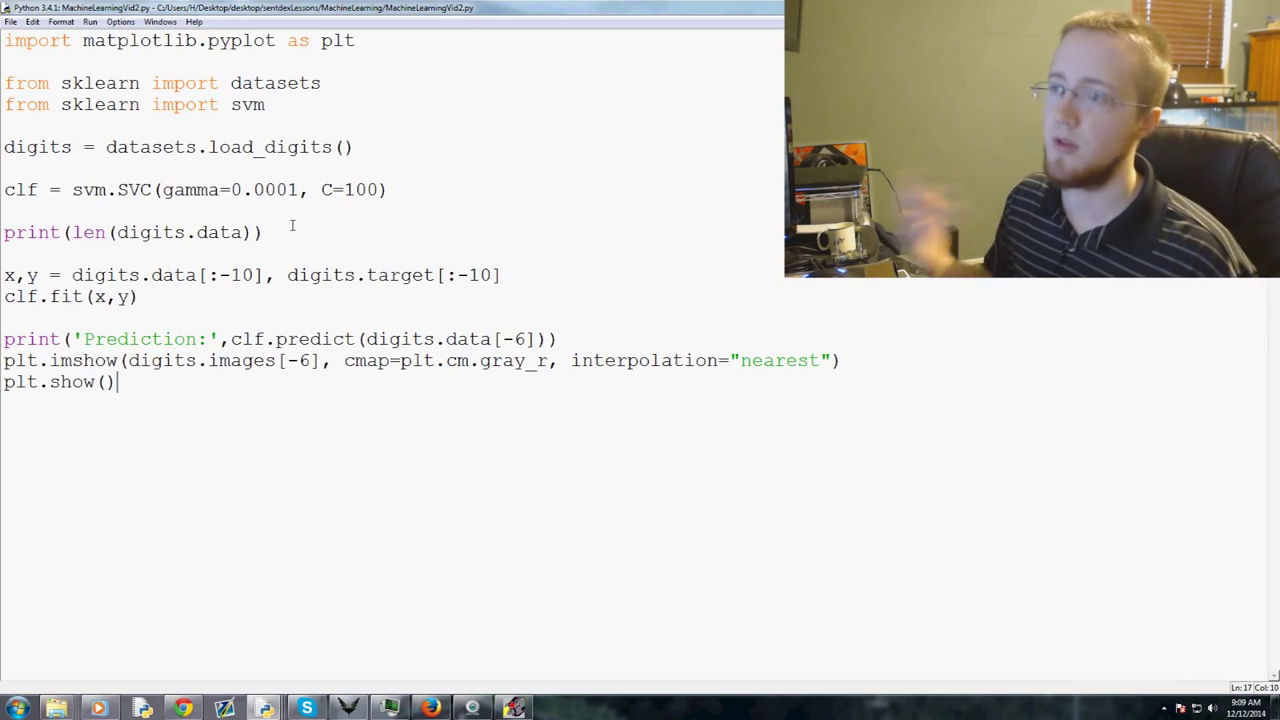 Python 3.4.1: MachineLearningVid2.py - C:/Users/H/Desktop/desktop/sentdexLessons/MachineLearning/MachineLearningVid2.py
File Edit Format Run Options Windows Help
import matplotlib.pyplot as plt
from sklearn import datasets
from sklearn import svm
digits = datasets.load_digits()
clf = svm.SVC(gamma=0.0001, C=100)
print(len(digits.data))
x,y = digits.data[:-10], digits.target[:-10]
clf.fit(x,y)
print('Prediction:',clf.predict(digits.data[-6]))
plt.imshow(digits.images[-6], cmap=plt.cm.gray_r, interpolation="nearest")
plt.show()
Ln: 17 Col: 10
9:09 AM
12/12/2014